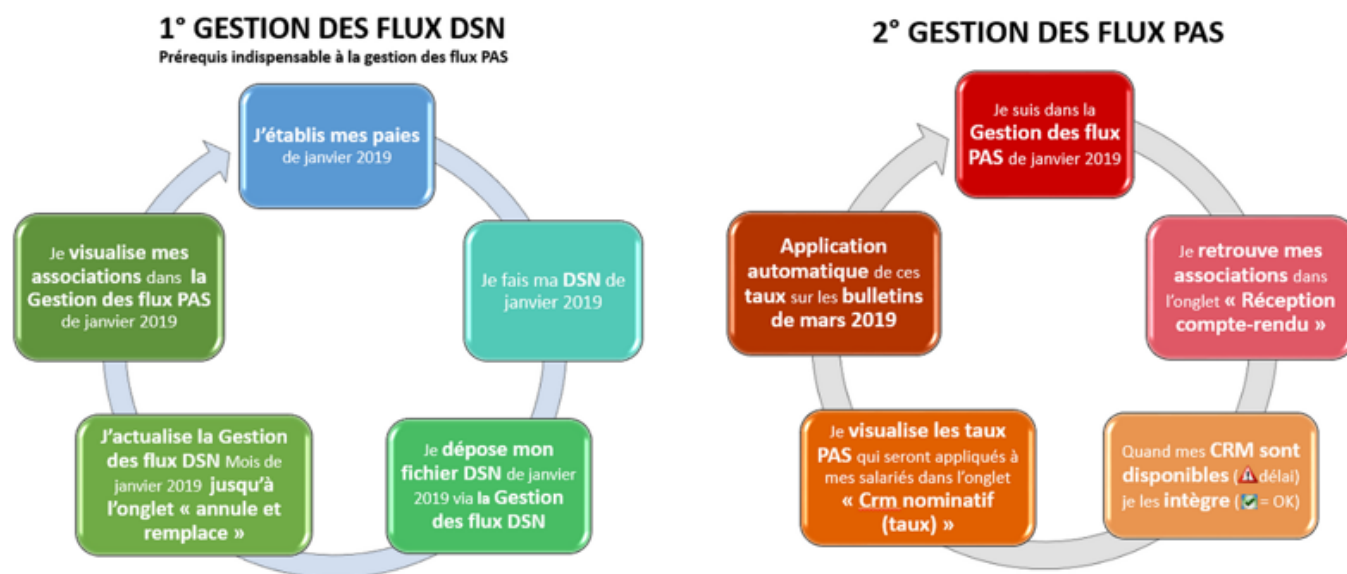 1° GESTION DES FLUX DSN
Prérequis indispensable à la gestion des flux PAS
J'établis mes paies
de janvier 2019
Je fais ma DSN de
janvier 2019
Je dépose mon
fichier DSN de janvier
2019 via la Gestion
des flux DSN
J'actualise la Gestion
des flux DSN Mois de
janvier 2019 jusqu'à
l'onglet « annule et
remplace »
Je visualise mes
associations dans la
Gestion des flux PAS
de janvier 2019
2° GESTION DES FLUX PAS
Je suis dans la
Gestion des flux
PAS de janvier 2019
Je retrouve mes
associations dans
l'onglet « Réception
compte-rendu »
Quand mes CRM sont
disponibles (⚠ délai)
je les intègre (☑ = OK)
Je visualise les taux
PAS qui seront appliqués à
mes salariés dans l'onglet
« Crm nominatif
(taux) »
Application
automatique de ces
taux sur les bulletins
de mars 2019